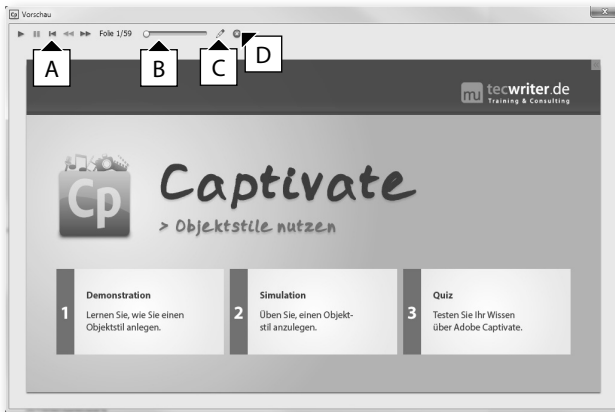 Cp Vorschau
Folie 1/59
A
B
C
D
mu tecwriter.de
Training & Consulting
Cp
Captivate
> Objektstile nutzen
1
Demonstration
Lernen Sie, wie Sie einen
Objektstil anlegen.
2
Simulation
Üben Sie, einen Objekt-
stil anzulegen.
3
Quiz
Testen Sie Ihr Wissen
über Adobe Captivate.